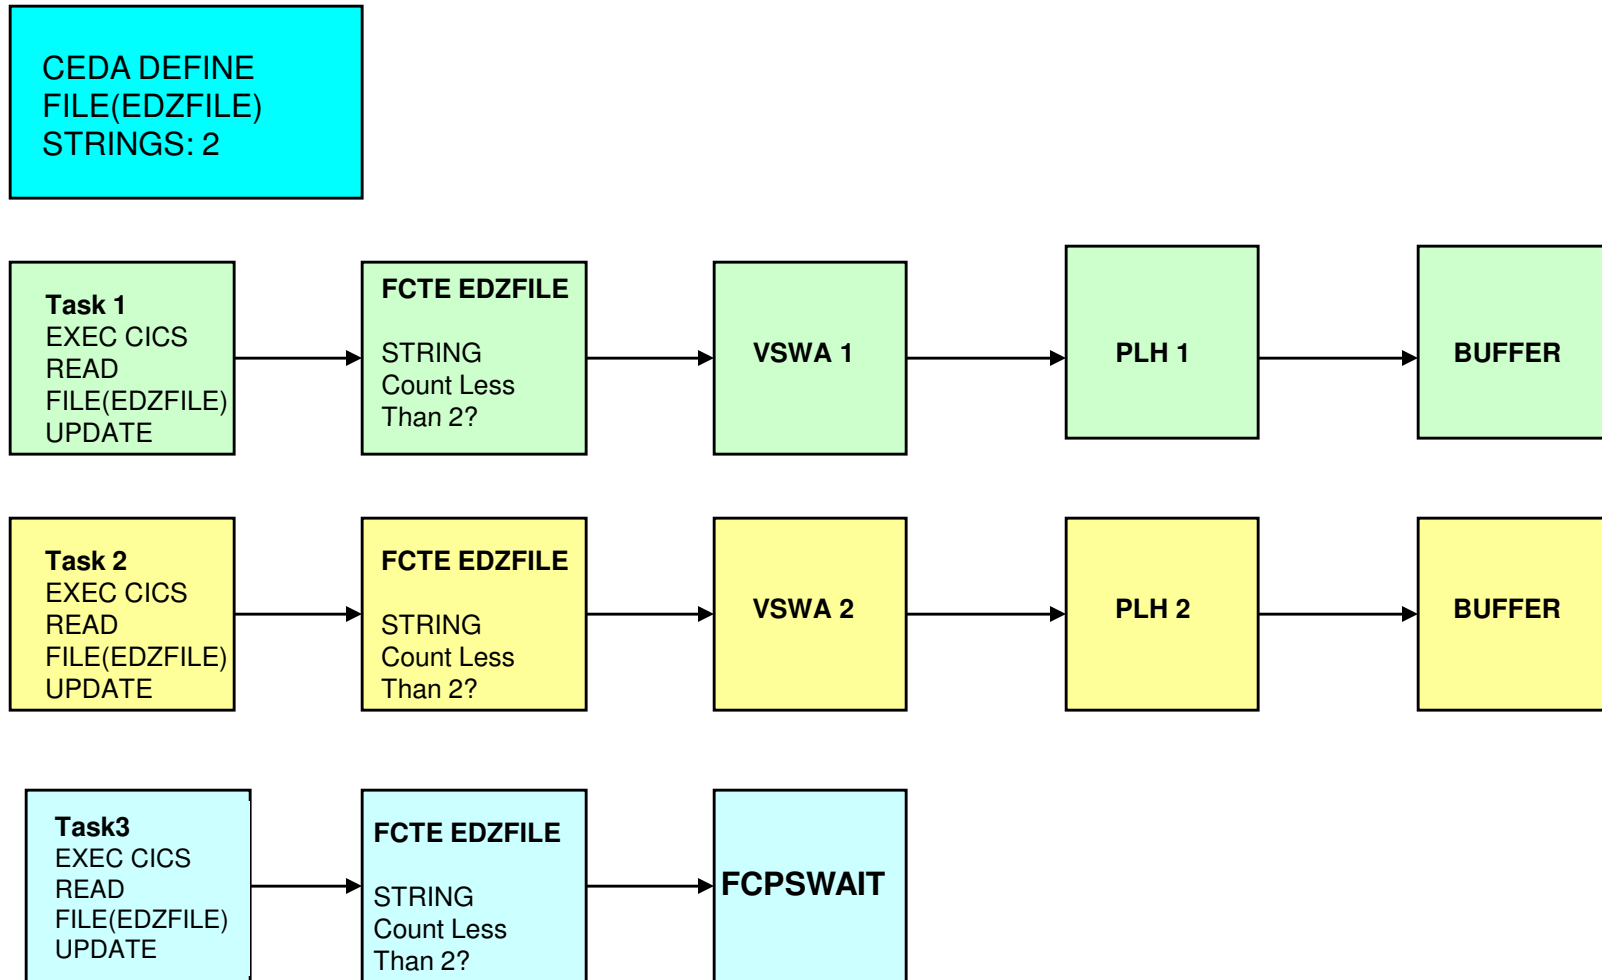 CEDA DEFINE
FILE(EDZFILE)
STRINGS: 2
Task 1
EXEC CICS
READ
FILE(EDZFILE)
UPDATE
FCTE EDZFILE
STRING
Count Less
Than 2?
VSWA 1
PLH 1
BUFFER
Task 2
EXEC CICS
READ
FILE(EDZFILE)
UPDATE
FCTE EDZFILE
STRING
Count Less
Than 2?
VSWA 2
PLH 2
BUFFER
Task3
EXEC CICS
READ
FILE(EDZFILE)
UPDATE
FCTE EDZFILE
STRING
Count Less
Than 2?
FCPSWAIT